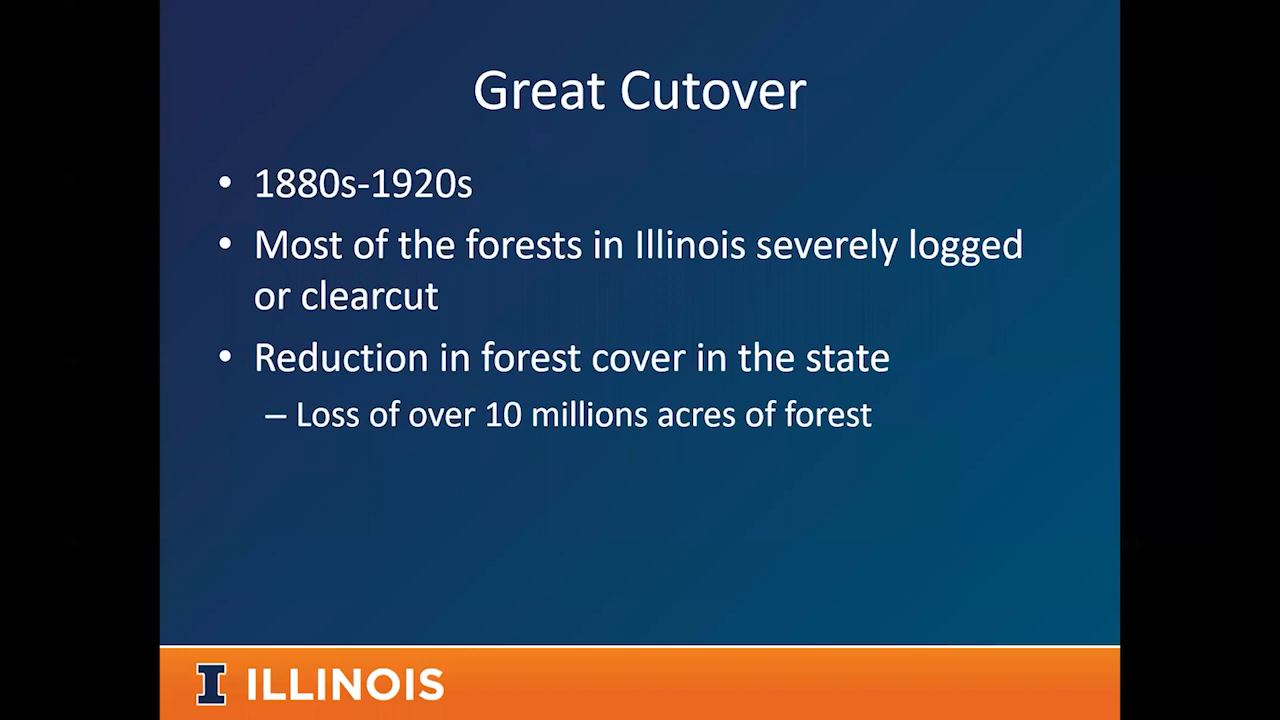 Great Cutover
• 1880s-1920s
• Most of the forests in Illinois severely logged
or clearcut
• Reduction in forest cover in the state
– Loss of over 10 millions acres of forest
I ILLINOIS